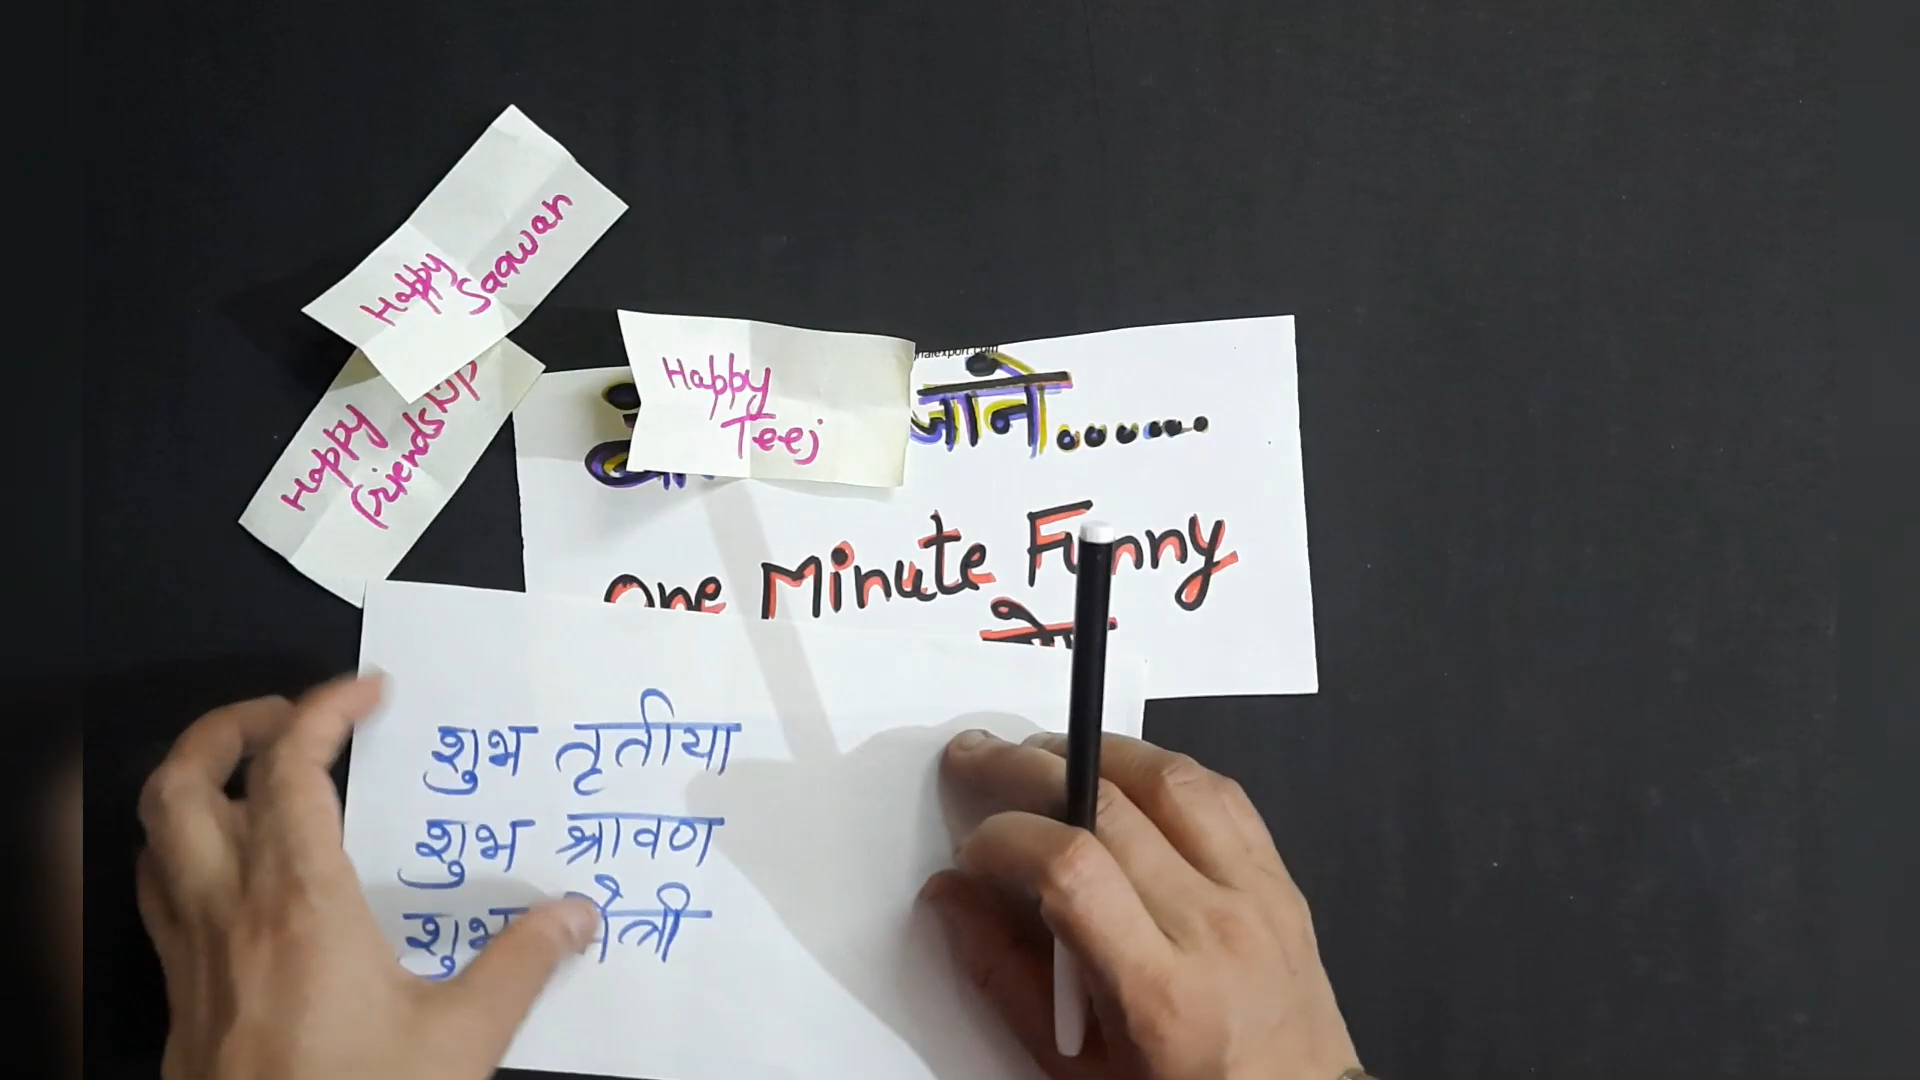 Happy
Saawan
Happy
friendship
Happy
Teej
जाने.......
One Minute Funny
शुभ तृतीया
शुभ श्रावण
शुभ मैत्री